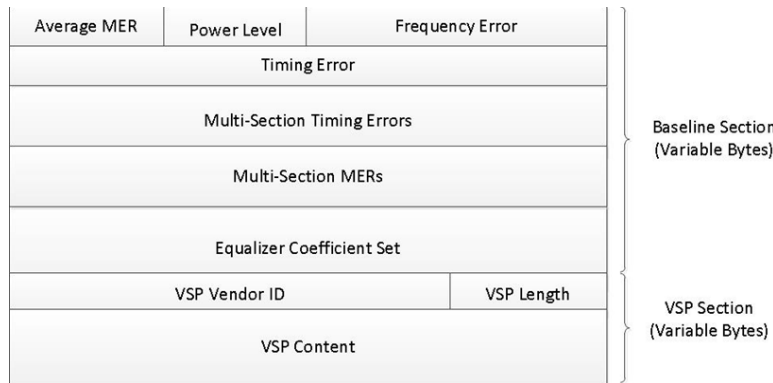 Average MER
Power Level
Frequency Error
Timing Error
Multi-Section Timing Errors
Multi-Section MERs
Equalizer Coefficient Set
Baseline Section
(Variable Bytes)
VSP Vendor ID
VSP Length
VSP Content
VSP Section
(Variable Bytes)